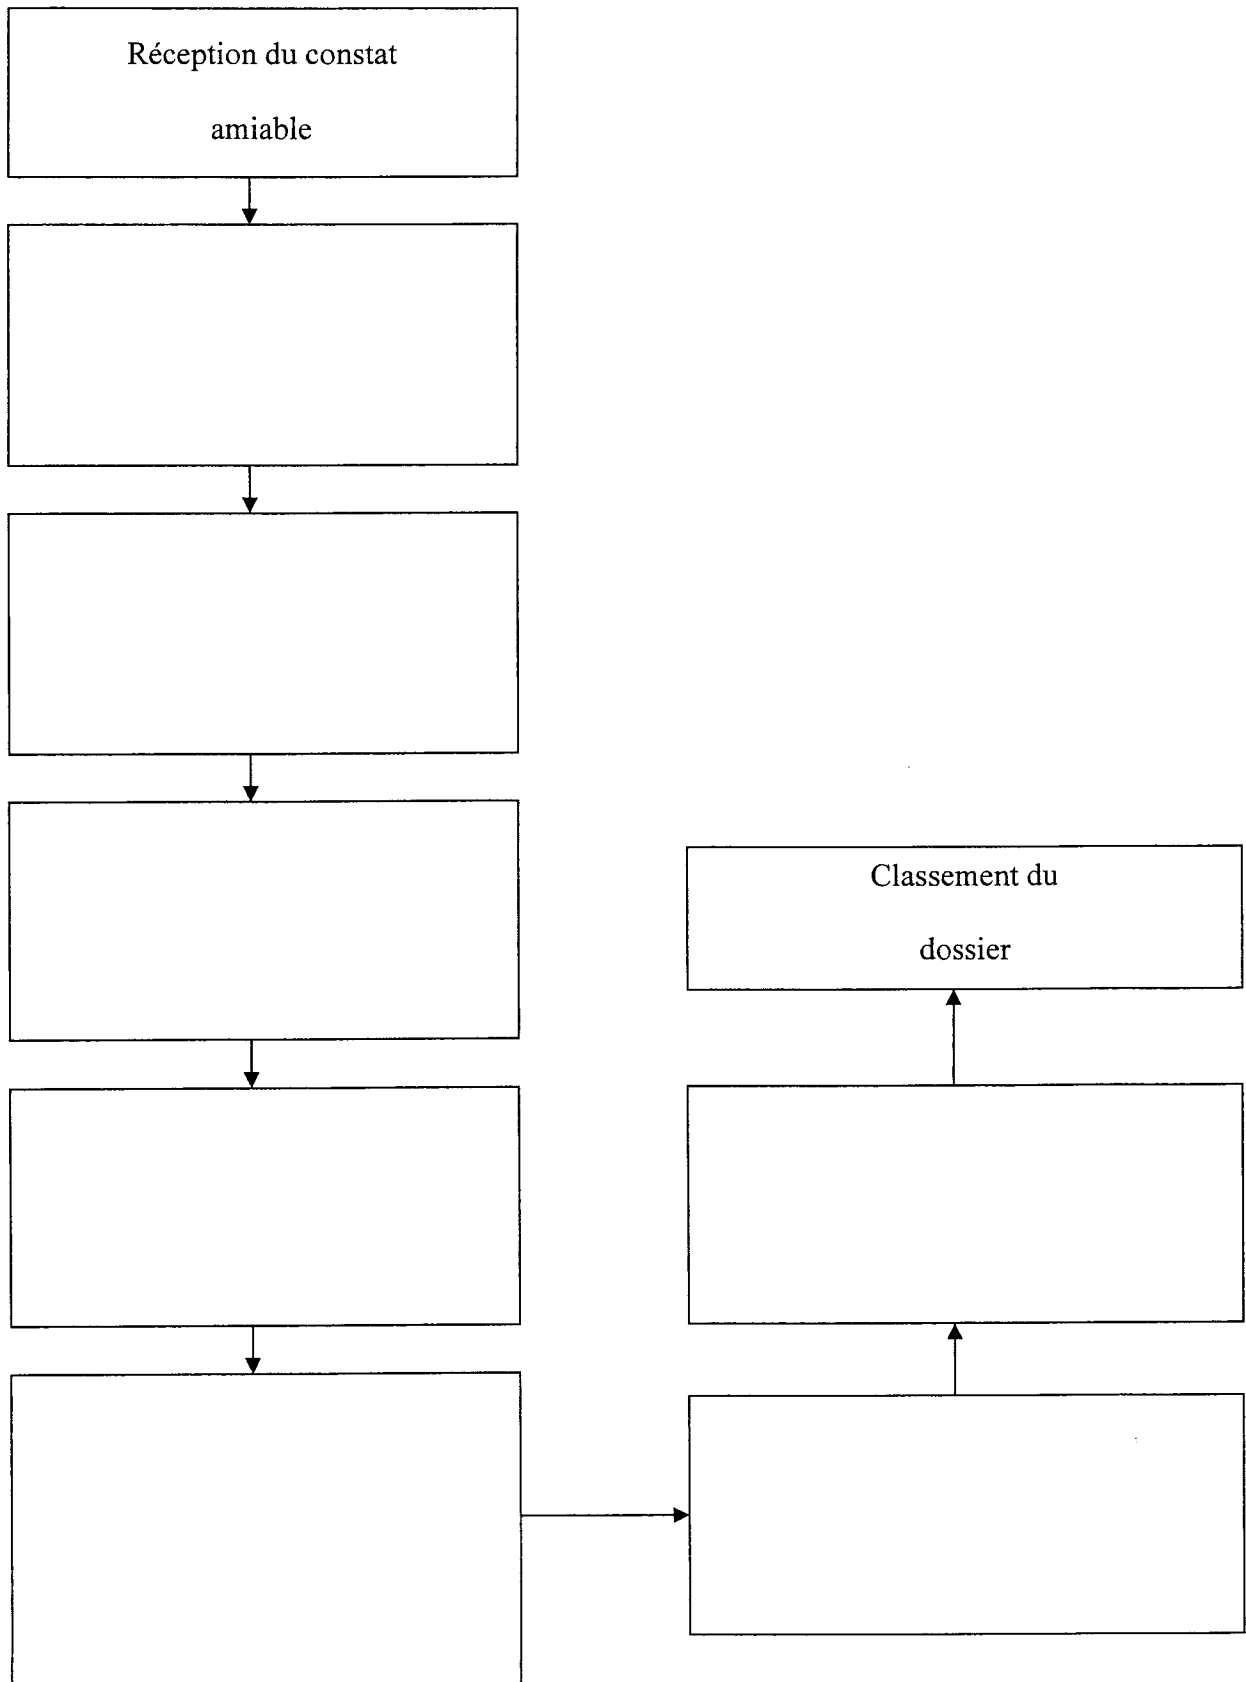 Réception du constat
amiable
Classement du
dossier